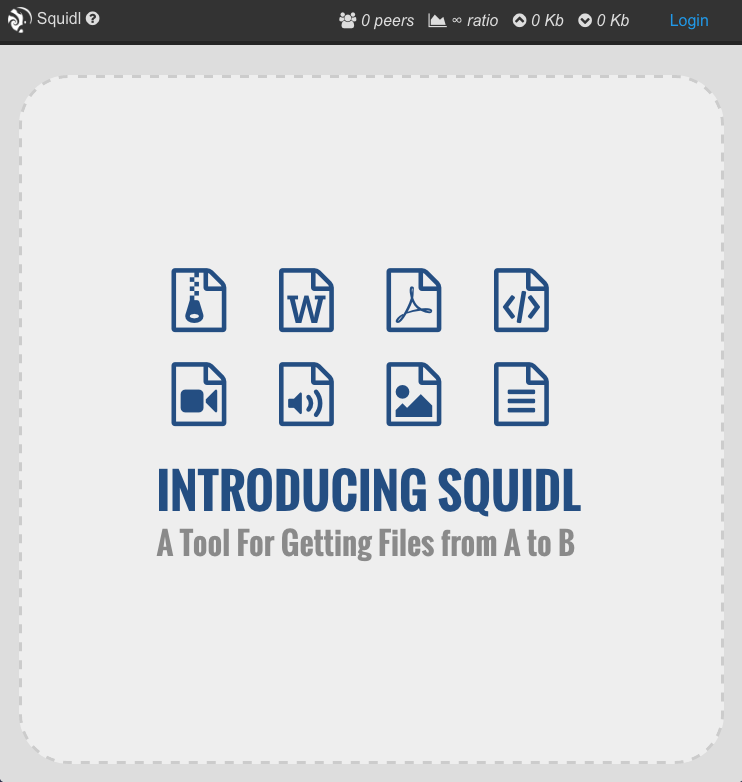 Squidl
0 peers
∞ ratio
0 Kb
0 Kb
Login
W
INTRODUCING SQUIDL
A Tool For Getting Files from A to B